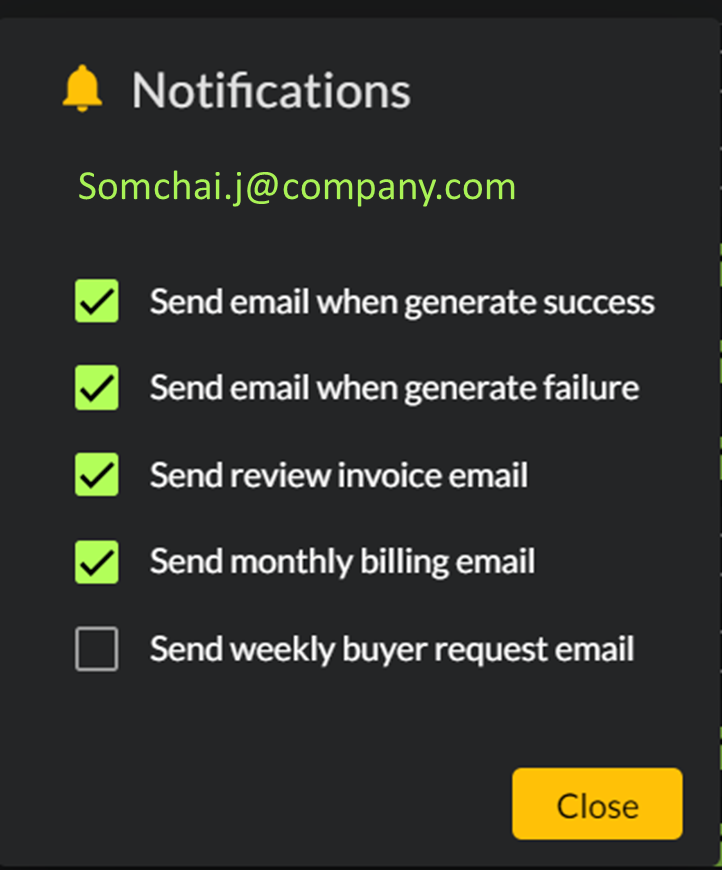 Notifications
Somchai.j@company.com
Send email when generate success
Send email when generate failure
Send review invoice email
Send monthly billing email
Send weekly buyer request email
Close